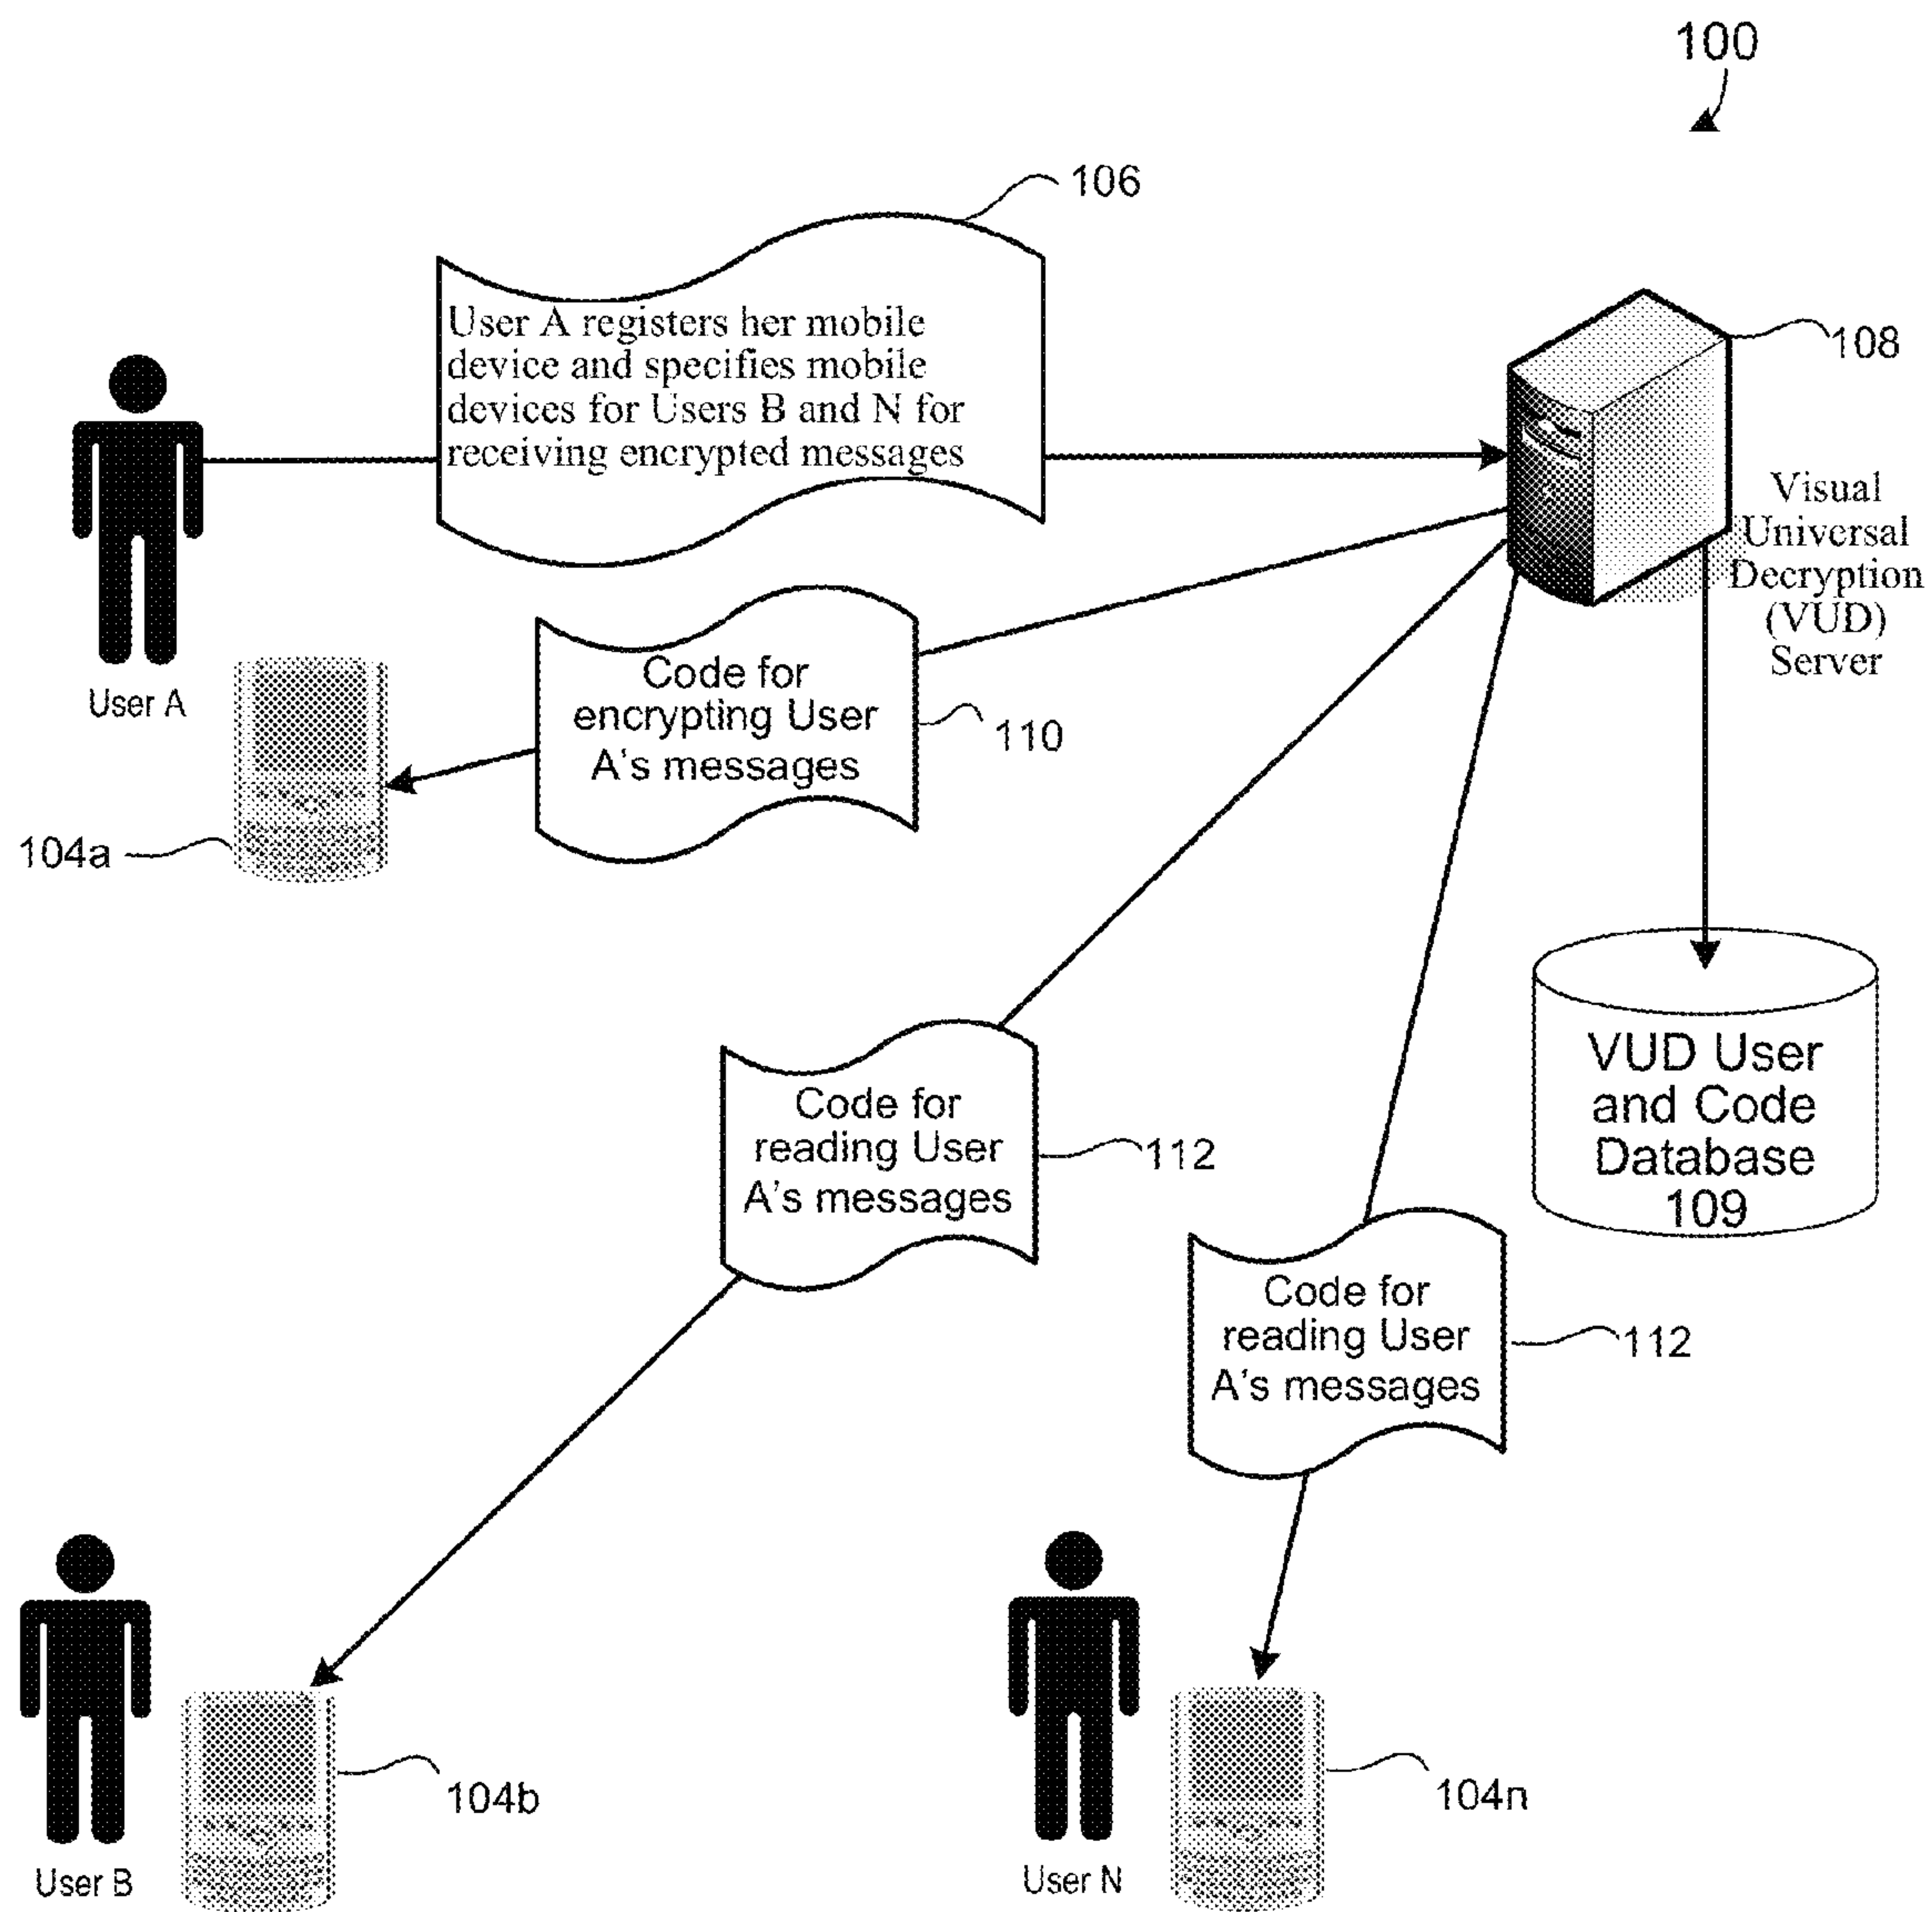 100
106
User A registers her mobile
device and specifies mobile
devices for Users B and N for
receiving encrypted messages
108
Visual
Universal
Decryption
(VUD)
Server
User A
Code for
encrypting User
A's messages
110
104a
VUD User
and Code
Database
109
Code for
reading User
A's messages
112
Code for
reading User
A's messages
112
104b
User B
104n
User N